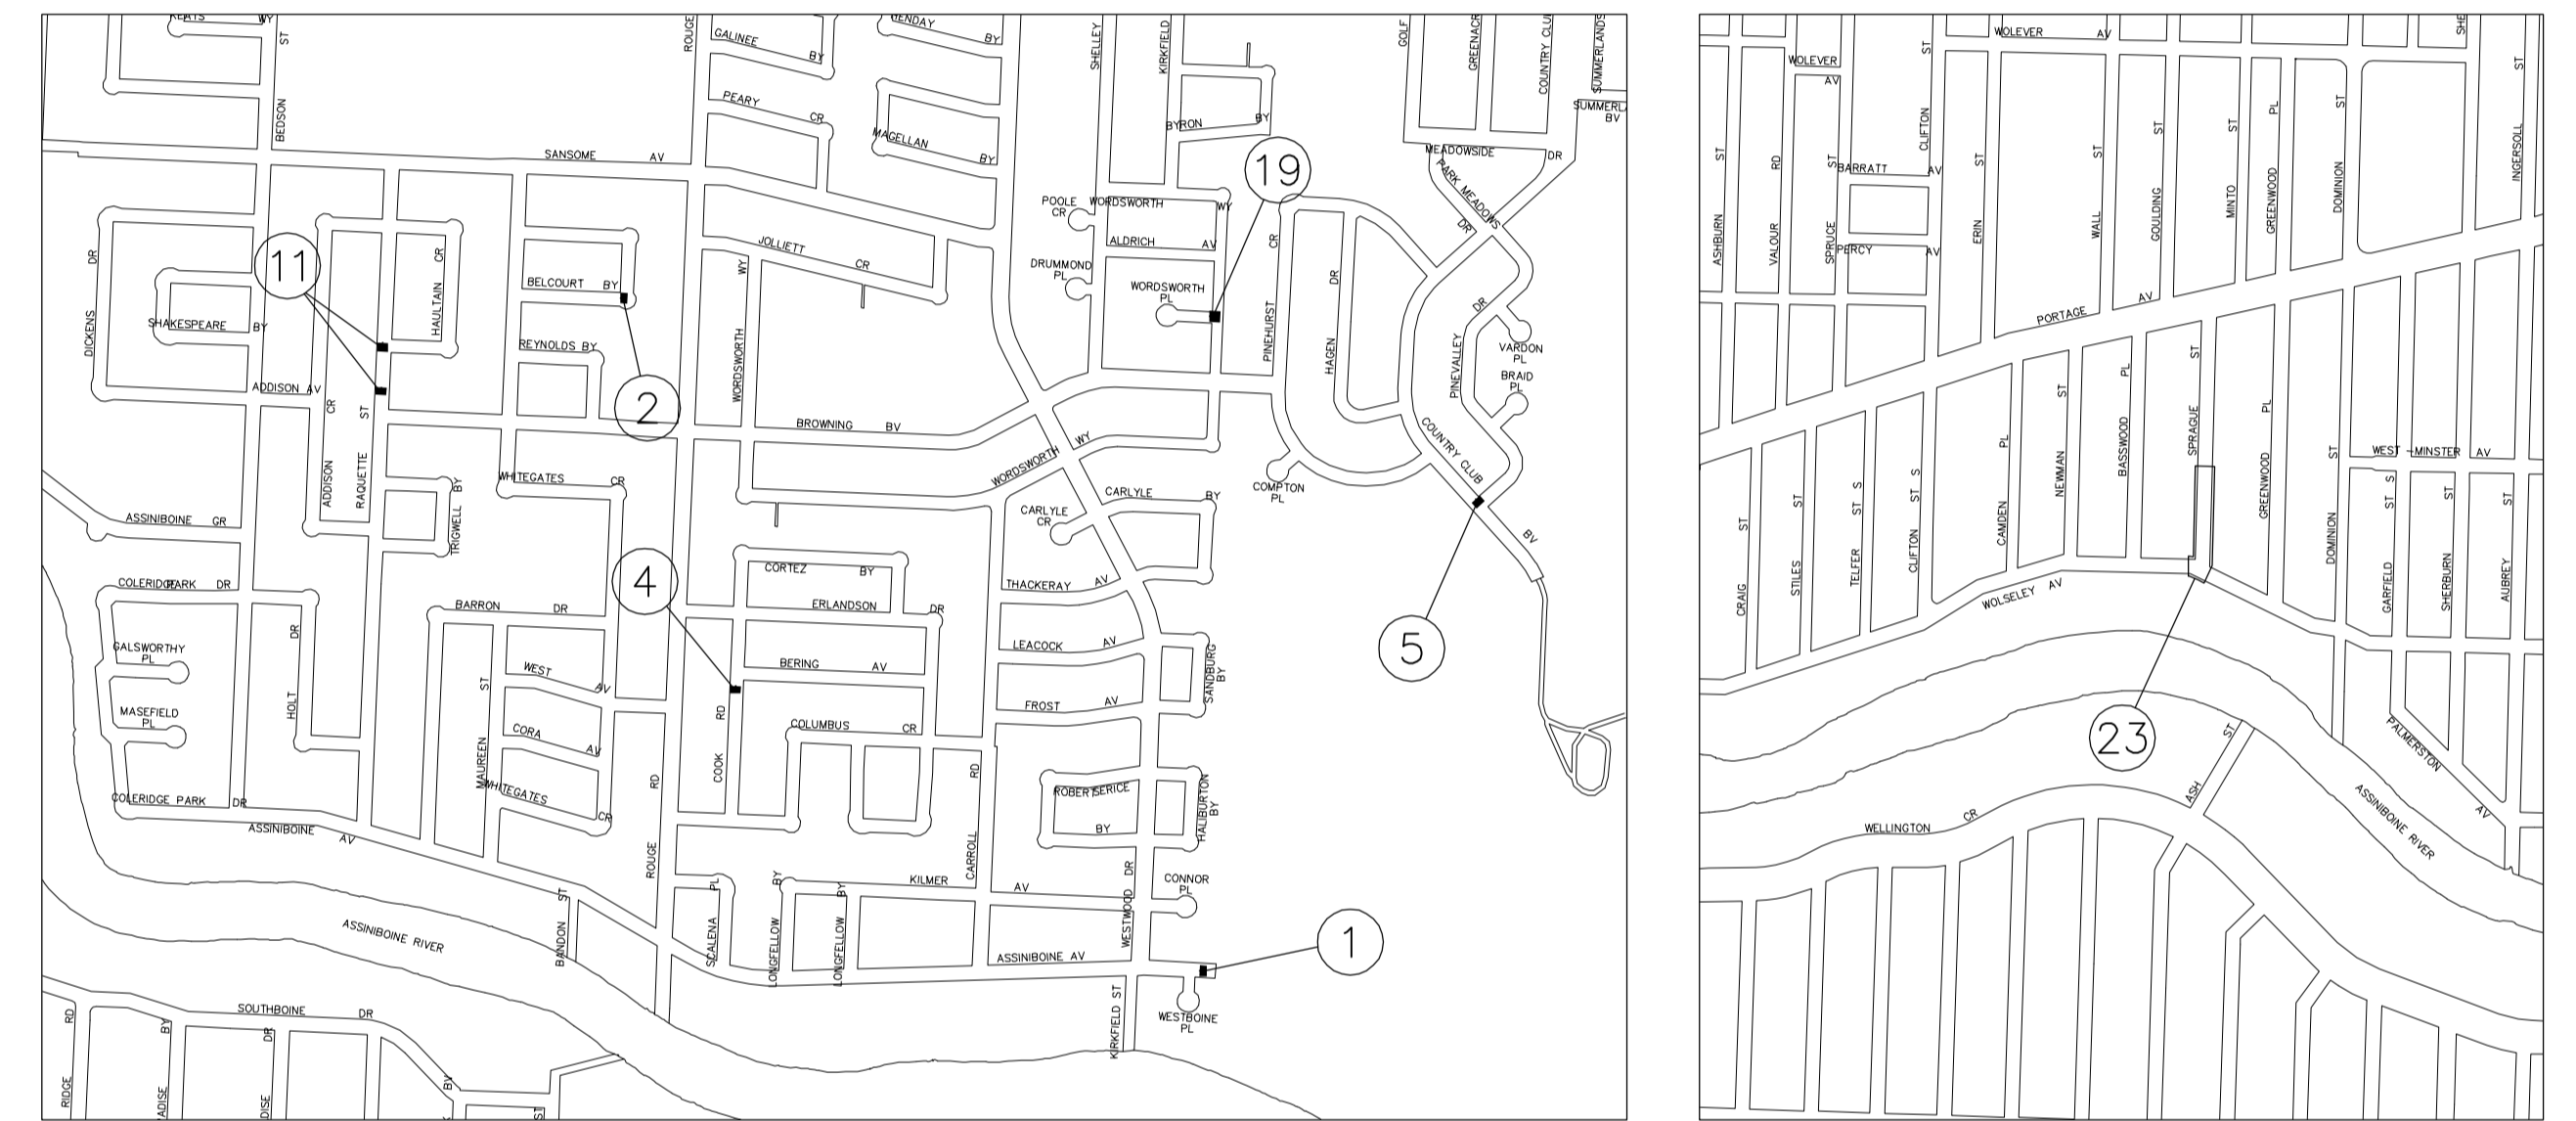 WY
ST
ROUGE
GALINEE
BY
BY
SHELLEY
KIRKFIELD
GOLF
BEDSON
PEARY
CR
MAGELLAN
BY
BYRON
BY
BV
SANSOME AV
MEADOWSIDE DR
PARK MEADOWS
DR
19
POOLE
CR
WORDSWORTH
WY
ALDRICH AV
DRUMMOND
PL
WORDSWORTH
PL
JOLLIETT
CR
WORDSWORTH
WY
DICKENS
DR
11
HAULTAIN
CR
BELCOURT BY
SHAKESPEARE BY
REYNOLDS BY
2
ADDISON AV
ADDISON
CR
RAQUETTE
ST
PINEHURST
CR
HAGEN
DR
PINEVALLEY
DR
VARDON
PL
BRAID
PL
COUNTRY CLUB
BV
BROWNING BV
WORDSWORTH
WY
COMPTON
PL
WHITEGATES
CR
TRIGWELL BY
ASSINIBOINE GR
CARLYLE BY
CARLYLE
CR
CORTEZ BY
4
THACKERAY AV
COLERIDGE
PARK DR
BARRON DR
ERLANDSON DR
LEACOCK AV
5
GALSWORTHY
PL
HOLT
DR
WEST
AV
BERING AV
SANDBURG
BY
MASEFIELD
PL
CORA
AV
COOK
RD
COLUMBUS CR
FROST AV
MAUREEN
ST
WHITEGATES
CR
ROUGE
RD
CARROLL
RD
ROBERT
SERICE
BY
HALIBURTON
BY
COLERIDGE PARK DR
ASSINIBOINE
AV
KILMER
AV
WESTWOOD
DR
CONNOR
PL
SCALENA
PL
LONGFELLOW
BY
LONGFELLOW
BY
BANDON
ST
ASSINIBOINE RIVER
ASSINIBOINE AV
1
WESTBOINE
PL
KIRKFIELD ST
SOUTHBOINE DR
RIDGE
RD
BY
DR
BV
WOLEVER AV
WOLEVER
AV
CLIFTON
ST
BARRATT AV
PERCY AV
ASHBURN
ST
VALOUR
RD
SPRUCE
ST
ERIN
ST
WALL
ST
GOULDING
ST
MINTO
ST
GREENWOOD
PL
DOMINION
ST
INGERSOLL
ST
PORTAGE
AV
CRAIG
ST
STILES
ST
TELFER
ST S
CLIFTON
ST S
CAMDEN
PL
NEWMAN
ST
BASSWOOD
PL
SPRAGUE
ST
GREENWOOD
PL
DOMINION
ST
WEST -MINSTER AV
GARFIELD
ST S
SHERBURN
ST
AUBREY
ST
WOLSELEY AV
23
PALMERSTON
AV
ASH
ST
ASSINIBOINE RIVER
WELLINGTON
CR